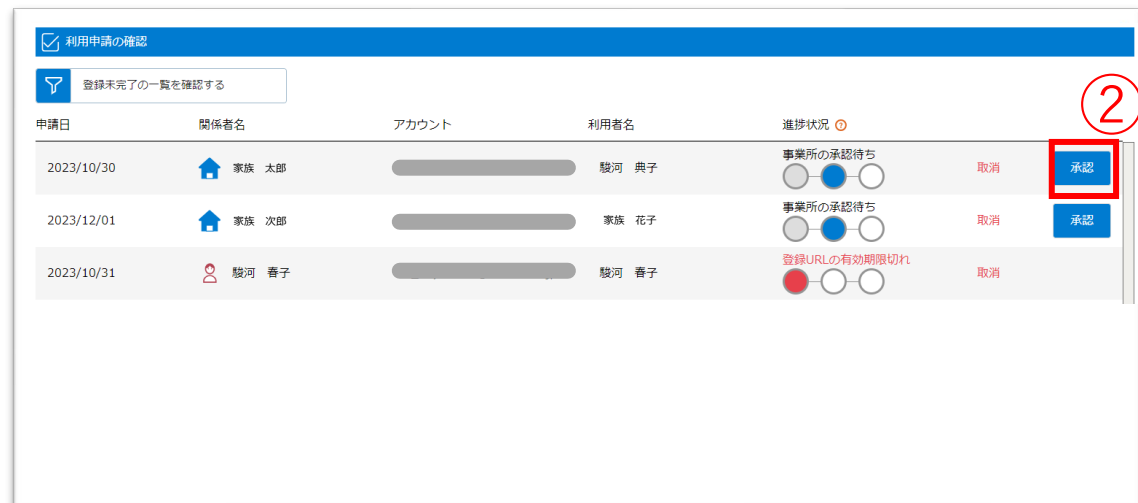 利用申請の確認
登録未完了の一覧を確認する
②
申請日 関係者名 アカウント 利用者名 進捗状況 ?
2023/10/30 家族 太郎 駿河 典子 事業所の承認待ち 取消 承認
2023/12/01 家族 次郎 家族 花子 事業所の承認待ち 取消 承認
2023/10/31 駿河 春子 駿河 春子 登録URLの有効期限切れ 取消